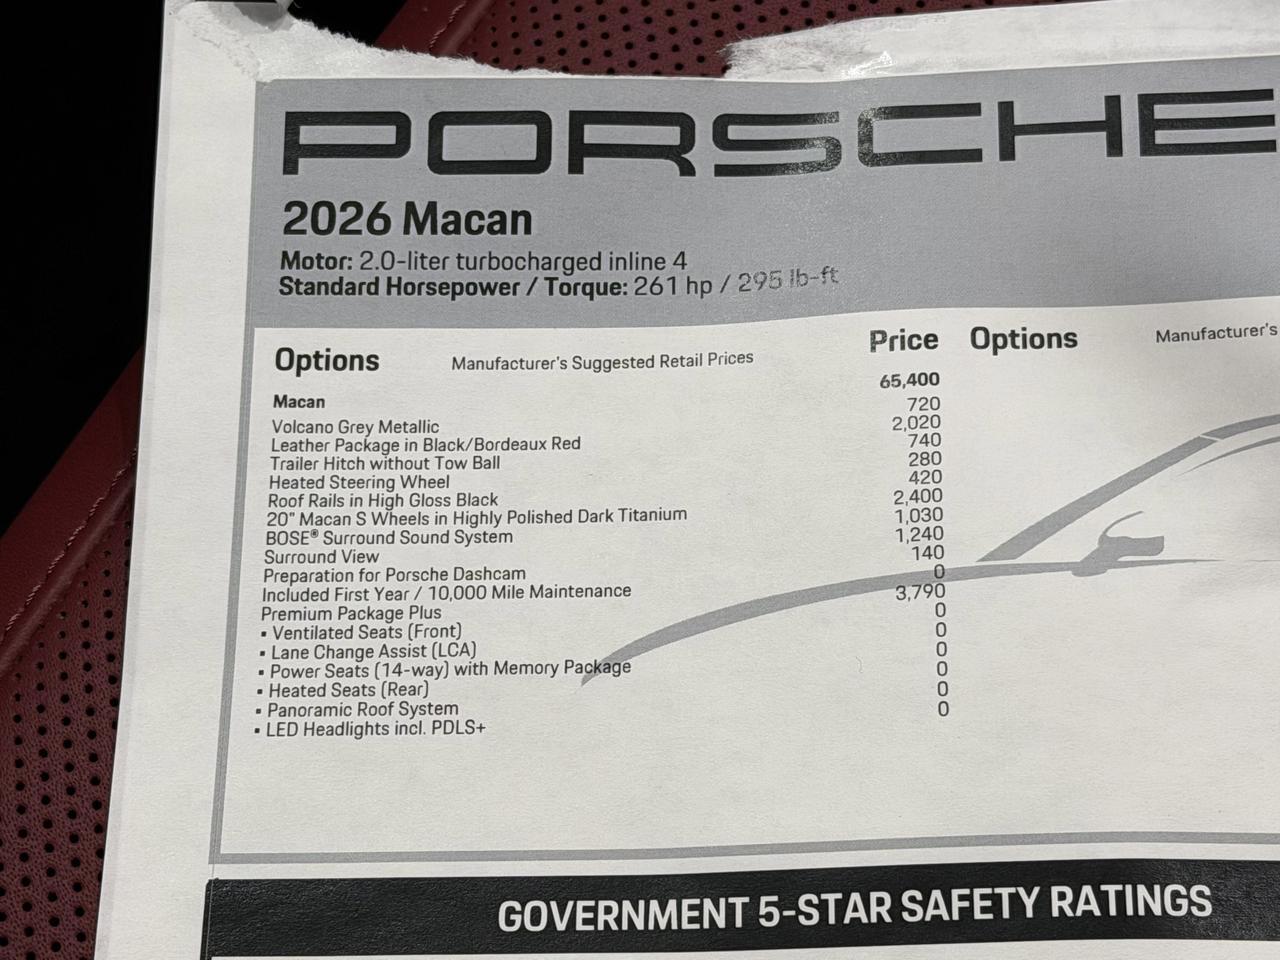 PORSCHE
2026 Macan
Motor: 2.0-liter turbocharged inline 4
Standard Horsepower / Torque: 261 hp / 295 lb-ft
Options Manufacturer's Suggested Retail Prices Price Options Manufacturer's
Macan 65,400
Volcano Grey Metallic 720
Leather Package in Black/Bordeaux Red 2,020
Trailer Hitch without Tow Ball 740
Heated Steering Wheel 280
Roof Rails in High Gloss Black 420
20" Macan S Wheels in Highly Polished Dark Titanium 2,400
BOSE® Surround Sound System 1,030
Surround View 1,240
Preparation for Porsche Dashcam 140
Included First Year / 10,000 Mile Maintenance 0
Premium Package Plus 3,790
▪ Ventilated Seats (Front) 0
▪ Lane Change Assist (LCA) 0
▪ Power Seats (14-way) with Memory Package 0
▪ Heated Seats (Rear) 0
▪ Panoramic Roof System 0
▪ LED Headlights incl. PDLS+ 0
GOVERNMENT 5-STAR SAFETY RATINGS